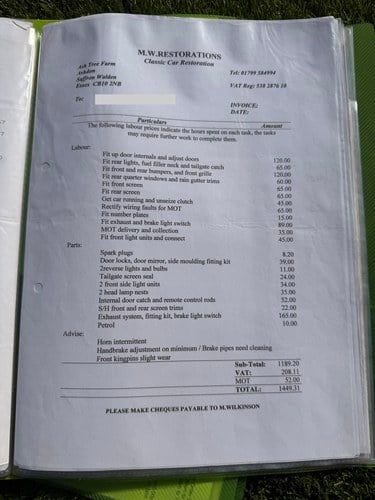 M.W.RESTORATIONS
Classic Car Restoration
Ash Tree Farm
Ashdon
Saffron Walden
Essex CB10 2NB
Tel: 01799 584994
VAT Reg: 538 2876 10
To:
INVOICE:
DATE:
Particulars Amount
The following labour prices indicate the hours spent on each task, the tasks
may require further work to complete them.
Labour:
Fit up door internals and adjust doors 120.00
Fit rear lights, fuel filler neck and tailgate catch 65.00
Fit front and rear bumpers, and front grille 120.00
Fit rear quarter windows and rain gutter trims 60.00
Fit front screen 65.00
Fit rear screen 65.00
Get car running and unseize clutch 45.00
Rectify wiring faults for MOT 65.00
Fit number plates 15.00
Fit exhaust and brake light switch 89.00
MOT delivery and collection 35.00
Fit front light units and connect 45.00
Parts:
Spark plugs 8.20
Door locks, door mirror, side moulding fitting kit 39.00
2reverse lights and bulbs 11.00
Tailgate screen seal 24.00
2 front side light units 34.00
2 head lamp nests 35.00
Internal door catch and remote control rods 52.00
S/H front and rear screen trims 22.00
Exhaust system, fitting kit, brake light switch 165.00
Petrol 10.00
Advise:
Horn intermittent
Handbrake adjustment on minimum / Brake pipes need cleaning
Front kingpins slight wear
Sub-Total: 1189.20
VAT: 208.11
MOT 52.00
TOTAL: 1449.31
PLEASE MAKE CHEQUES PAYABLE TO M.WILKINSON